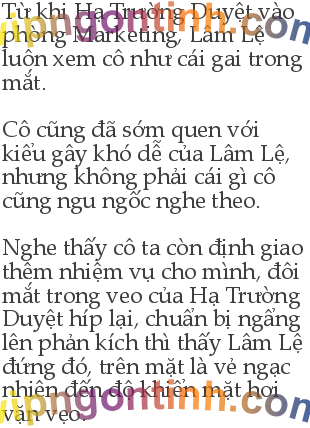 Từ khi Hạ Trường Duyệt vào
phòng Marketing, Lâm Lệ
luôn xem cô như cái gai trong
mắt.
Cô cũng đã sớm quen với
kiểu gây khó dễ của Lâm Lệ,
nhưng không phải cái gì cô
cũng ngu ngốc nghe theo.
Nghe thấy cô ta còn định giao
thêm nhiệm vụ cho mình, đôi
mắt trong veo của Hạ Trường
Duyệt híp lại, chuẩn bị ngẩng
lên phản kích thì thấy Lâm Lệ
đứng đó, trên mặt là vẻ ngạc
nhiên đến độ khiến mặt hơi
vặn vẹo.
vipngontinh.com
vipngontinh.com